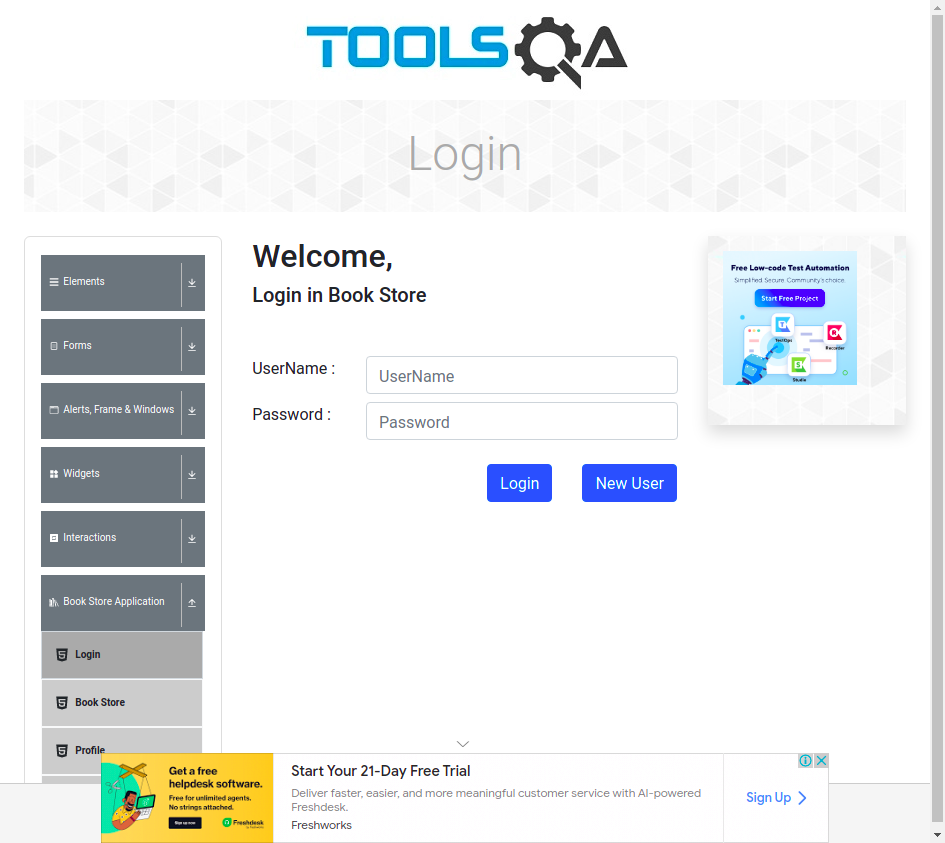 TOOLSQA
Login
Elements
Forms
Alerts, Frame & Windows
Widgets
Interactions
Book Store Application
Login
Book Store
Profile
Welcome,
Login in Book Store
UserName :
UserName
Password :
Password
Login
New User
Free Low-code Test Automation
Simplified. Secure. Community's choice.
Start Free Project
TestOps
Recorder
Studio
Get a free
helpdesk software.
Free for unlimited agents.
No strings attached.
Sign up now
Freshdesk
Start Your 21-Day Free Trial
Deliver faster, easier, and more meaningful customer service with AI-powered
Freshdesk.
Freshworks
Sign Up